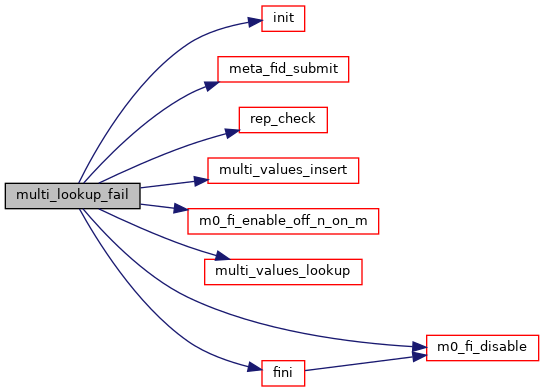 init
meta_fid_submit
rep_check
multi_values_insert
multi_lookup_fail
m0_fi_enable_off_n_on_m
multi_values_lookup
m0_fi_disable
fini